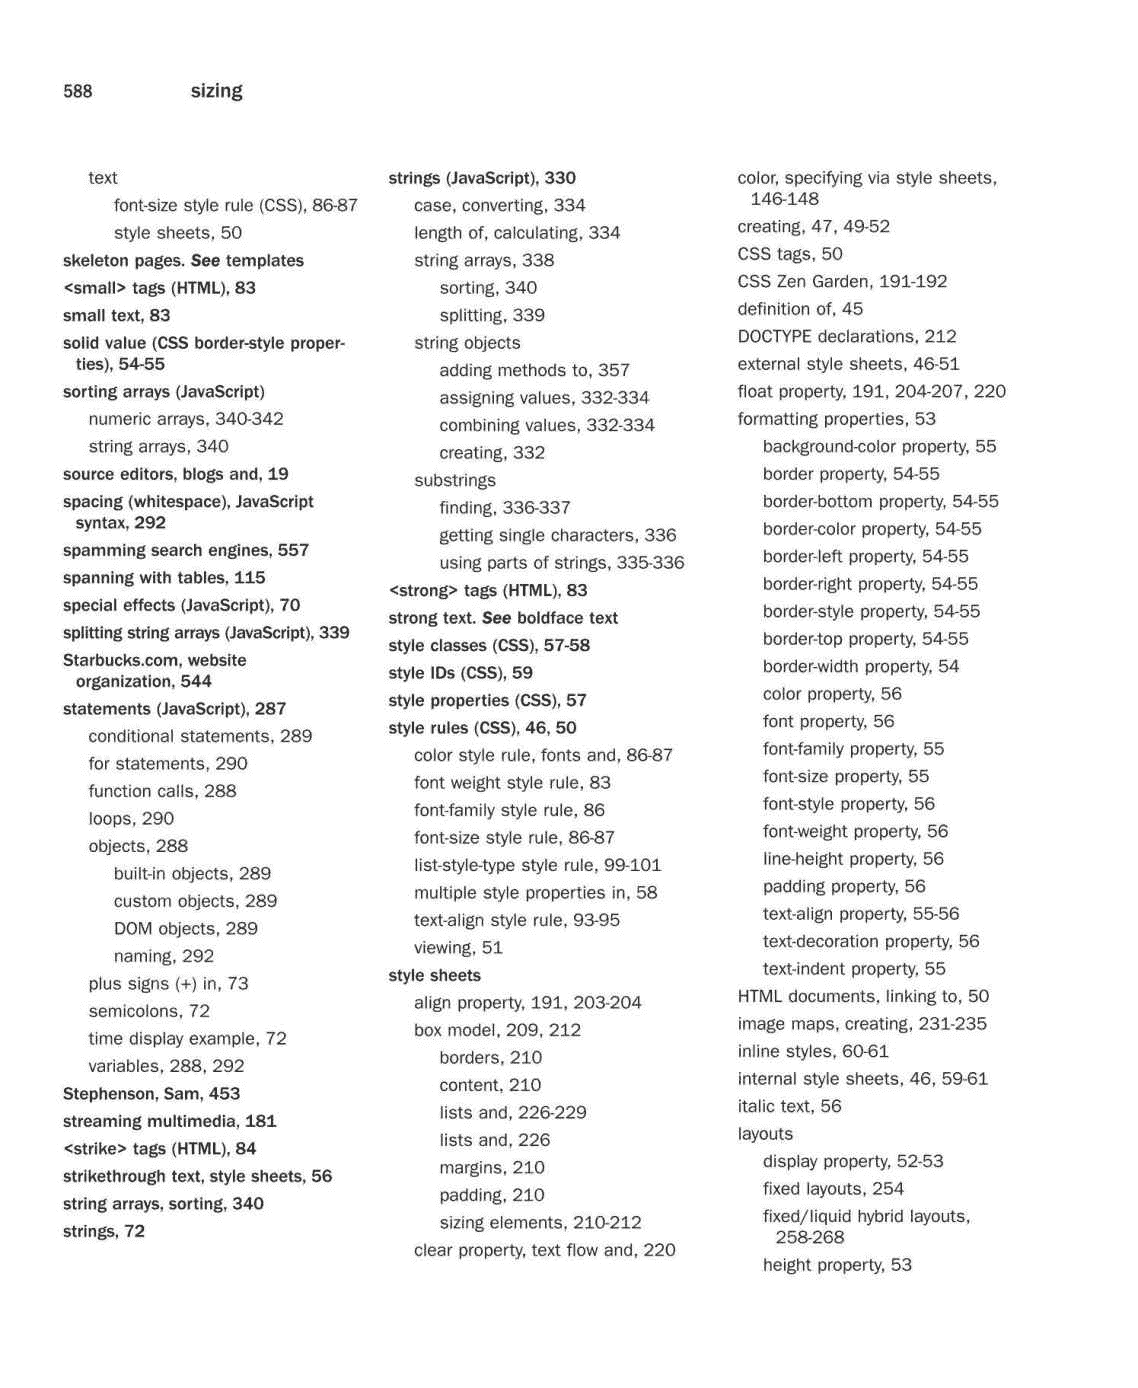 588 sizing
text
font-size style rule (CSS), 86-87
style sheets, 50
skeleton pages. See templates
<small> tags (HTML), 83
small text, 83
solid value (CSS border-style proper-
ties), 54-55
sorting arrays (JavaScript)
numeric arrays, 340-342
string arrays, 340
source editors, blogs and, 19
spacing (whitespace), JavaScript
syntax, 292
spamming search engines, 557
spanning with tables, 115
special effects (JavaScript), 70
splitting string arrays (JavaScript), 339
Starbucks.com, website
organization, 544
statements (JavaScript), 287
conditional statements, 289
for statements, 290
function calls, 288
loops, 290
objects, 288
built-in objects, 289
custom objects, 289
DOM objects, 289
naming, 292
plus signs (+) in, 73
semicolons, 72
time display example, 72
variables, 288, 292
Stephenson, Sam, 453
streaming multimedia, 181
<strike> tags (HTML), 84
strikethrough text, style sheets, 56
string arrays, sorting, 340
strings, 72
strings (JavaScript), 330
case, converting, 334
length of, calculating, 334
string arrays, 338
sorting, 340
splitting, 339
string objects
adding methods to, 357
assigning values, 332-334
combining values, 332-334
creating, 332
substrings
finding, 336-337
getting single characters, 336
using parts of strings, 335-336
<strong> tags (HTML), 83
strong text. See boldface text
style classes (CSS), 57-58
style IDs (CSS), 59
style properties (CSS), 57
style rules (CSS), 46, 50
color style rule, fonts and, 86-87
font weight style rule, 83
font-family style rule, 86
font-size style rule, 86-87
list-style-type style rule, 99-101
multiple style properties in, 58
text-align style rule, 93-95
viewing, 51
style sheets
align property, 191, 203-204
box model, 209, 212
borders, 210
content, 210
lists and, 226-229
lists and, 226
margins, 210
padding, 210
sizing elements, 210-212
clear property, text flow and, 220
color, specifying via style sheets,
146-148
creating, 47, 49-52
CSS tags, 50
CSS Zen Garden, 191-192
definition of, 45
DOCTYPE declarations, 212
external style sheets, 46-51
float property, 191, 204-207, 220
formatting properties, 53
background-color property, 55
border property, 54-55
border-bottom property, 54-55
border-color property, 54-55
border-left property, 54-55
border-right property, 54-55
border-style property, 54-55
border-top property, 54-55
border-width property, 54
color property, 56
font property, 56
font-family property, 55
font-size property, 55
font-style property, 56
font-weight property, 56
line-height property, 56
padding property, 56
text-align property, 55-56
text-decoration property, 56
text-indent property, 55
HTML documents, linking to, 50
image maps, creating, 231-235
inline styles, 60-61
internal style sheets, 46, 59-61
italic text, 56
layouts
display property, 52-53
fixed layouts, 254
fixed/liquid hybrid layouts,
258-268
height property, 53